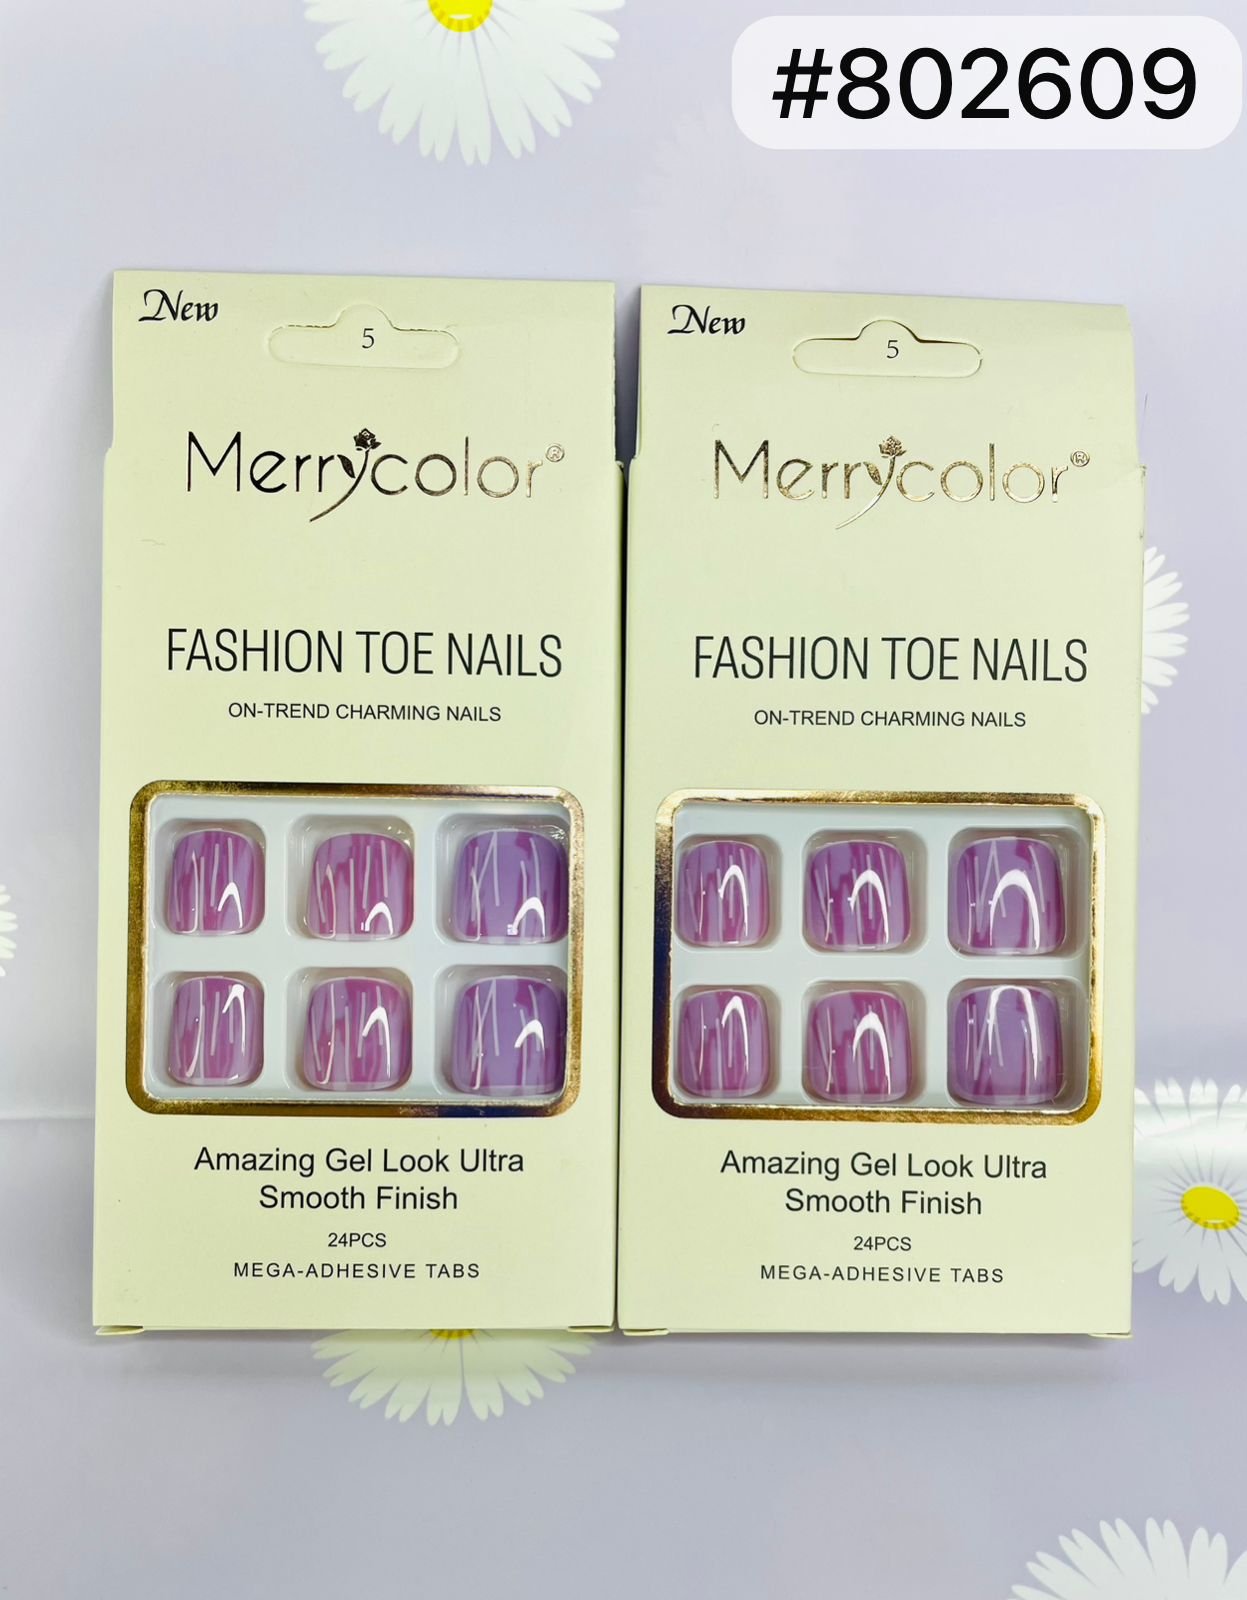 #802609
New
5
Merrycolor®
FASHION TOE NAILS
ON-TREND CHARMING NAILS
Amazing Gel Look Ultra
Smooth Finish
24PCS
MEGA-ADHESIVE TABS
New
5
Merrycolor®
FASHION TOE NAILS
ON-TREND CHARMING NAILS
Amazing Gel Look Ultra
Smooth Finish
24PCS
MEGA-ADHESIVE TABS